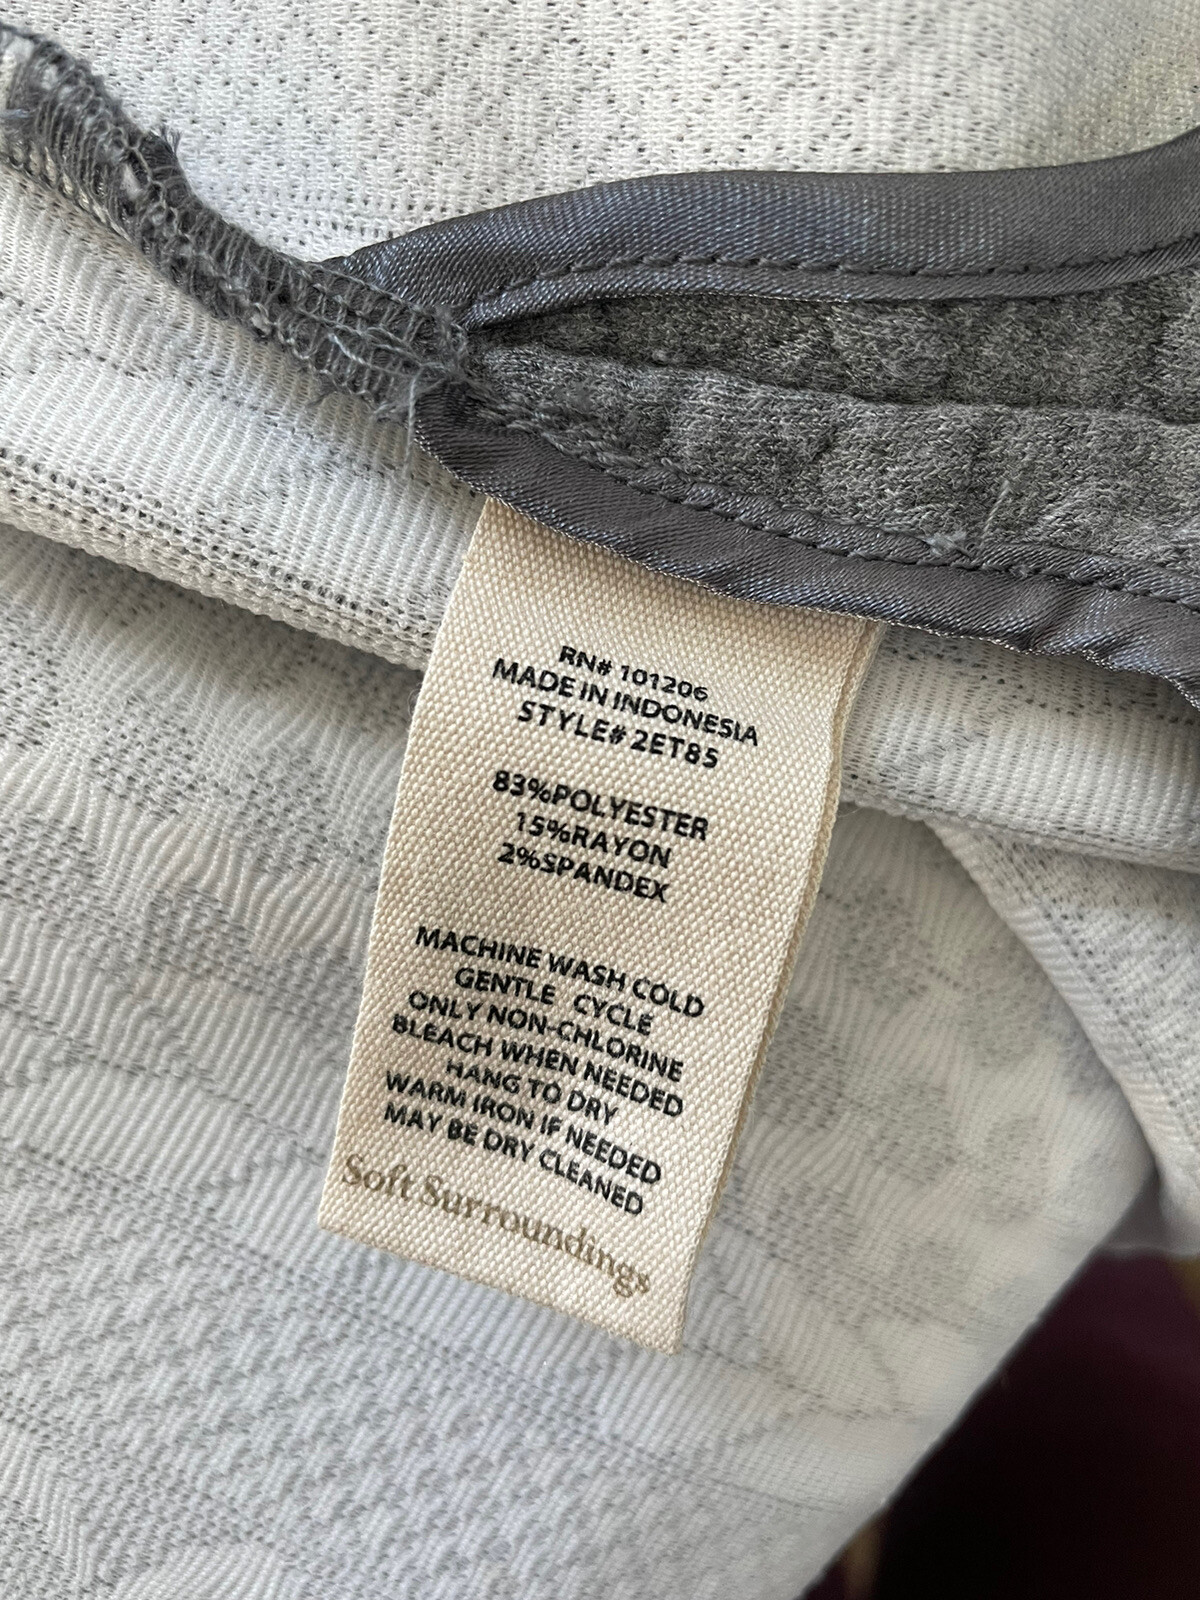 RN# 101206
MADE IN INDONESIA
STYLE# 2ET85
83%POLYESTER
15%RAYON
2%SPANDEX
MACHINE WASH COLD
GENTLE CYCLE
ONLY NON-CHLORINE
BLEACH WHEN NEEDED
HANG TO DRY
WARM IRON IF NEEDED
MAY BE DRY CLEANED
Soft Surroundings